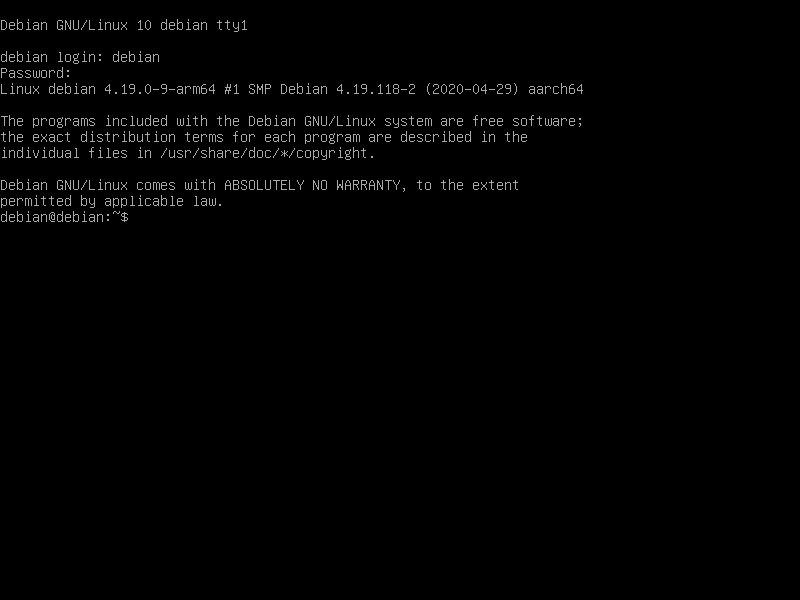 Debian GNU/Linux 10 debian tty1
debian login: debian
Password:
Linux debian 4.19.0-9-arm64 #1 SMP Debian 4.19.118-2 (2020-04-29) aarch64
The programs included with the Debian GNU/Linux system are free software;
the exact distribution terms for each program are described in the
individual files in /usr/share/doc/*/copyright.
Debian GNU/Linux comes with ABSOLUTELY NO WARRANTY, to the extent
permitted by applicable law.
debian@debian:~$